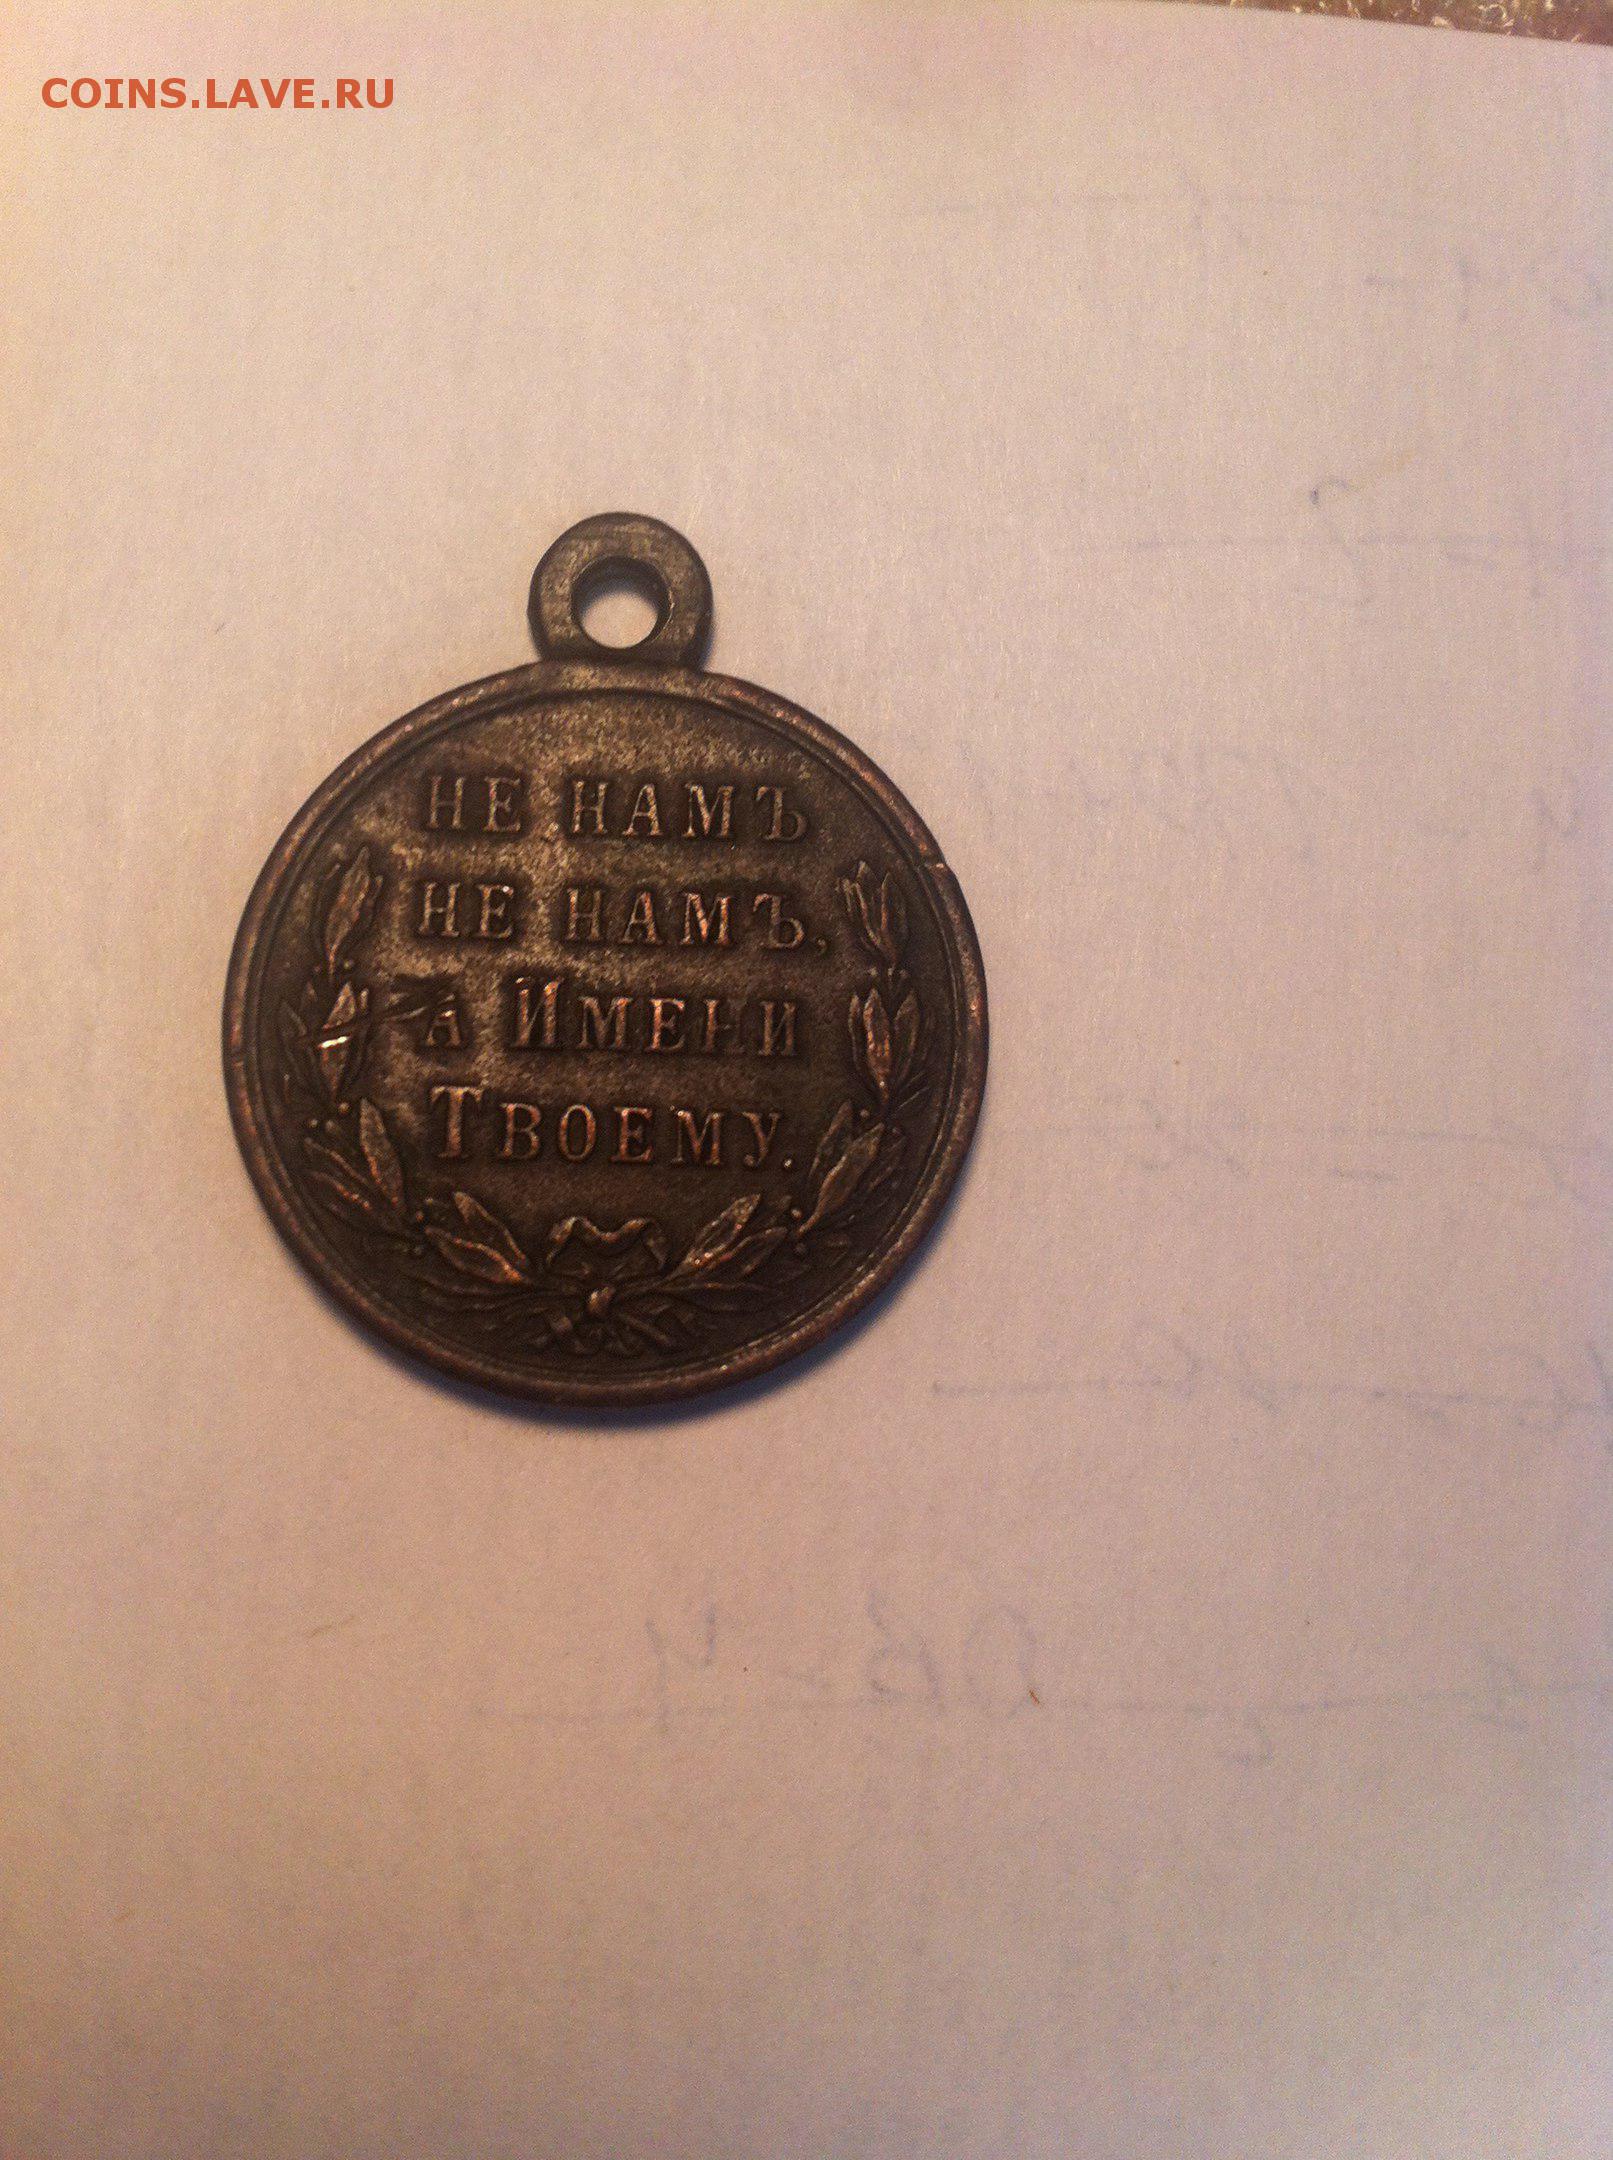 COINS.LAVE.RU
НЕ НАМЪ
НЕ НАМЪ,
А ИМЕНИ
ТВОЕМУ.